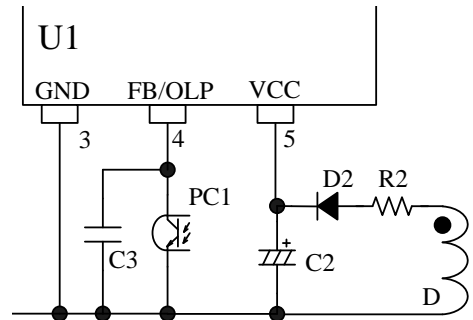 U1
GND FB/OLP VCC
3 4 5
D2 R2
PC1
C3 + C2 D